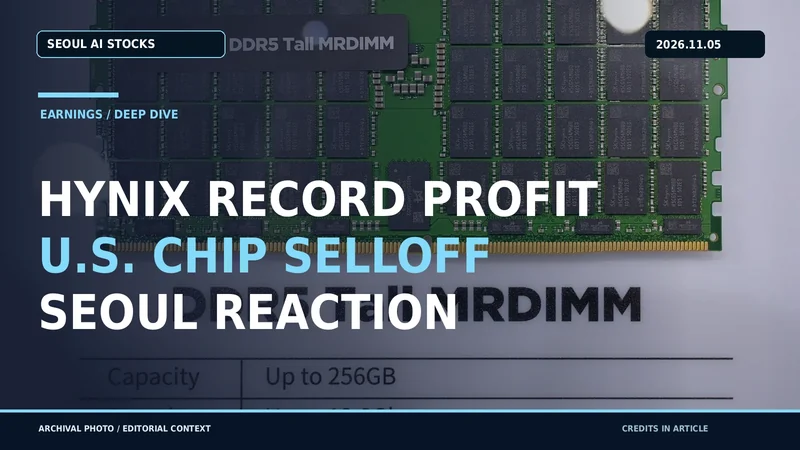 SEOUL AI STOCKS
DDR5 Tall MRDIMM
2026.11.05
EARNINGS / DEEP DIVE
HYNIX RECORD PROFIT
U.S. CHIP SELLOFF
SEOUL REACTION
DDR5 Tall MRDIMM
Capacity Up to 256GB
ARCHIVAL PHOTO / EDITORIAL CONTEXT
CREDITS IN ARTICLE